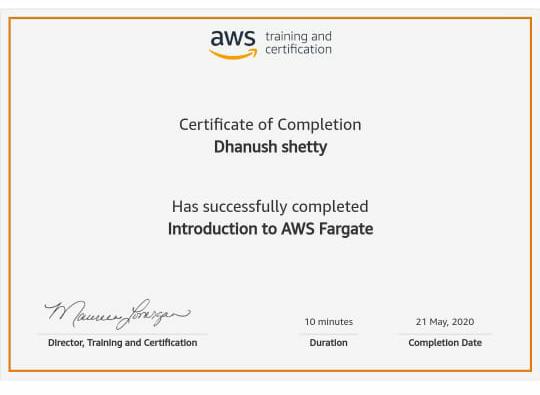 aws training and
certification
Certificate of Completion
Dhanush shetty
Has successfully completed
Introduction to AWS Fargate
Maureen Lonergan
Director, Training and Certification
10 minutes
Duration
21 May, 2020
Completion Date